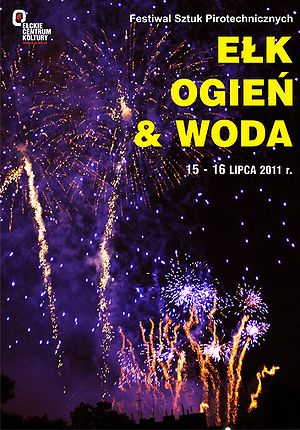 EŁCKIE
CENTRUM
KULTURY
Festiwal Sztuk Pirotechnicznych
EŁK
OGIEŃ
& WODA
15 - 16 LIPCA 2011 r.